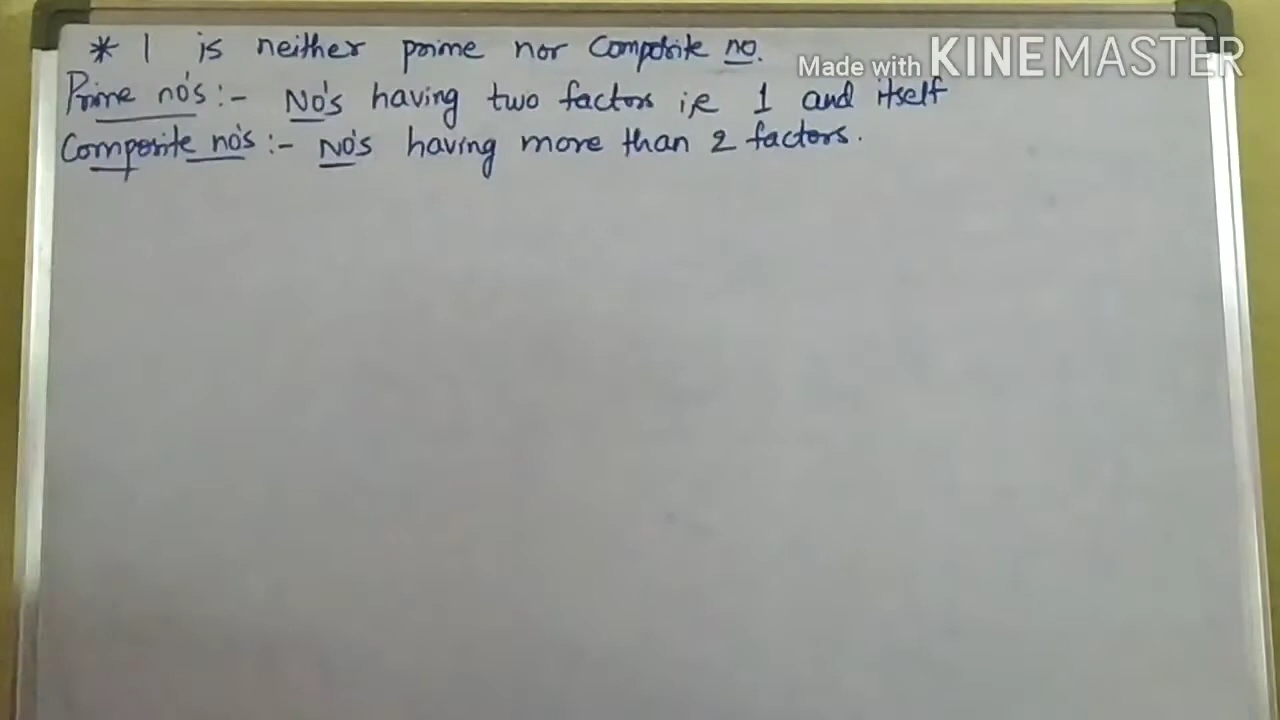 * 1 is neither prime nor Composite no.
Made with KINEMASTER
Prime no's :- No's having two factors i,e 1 and itself
Composite no's :- No's having more than 2 factors.